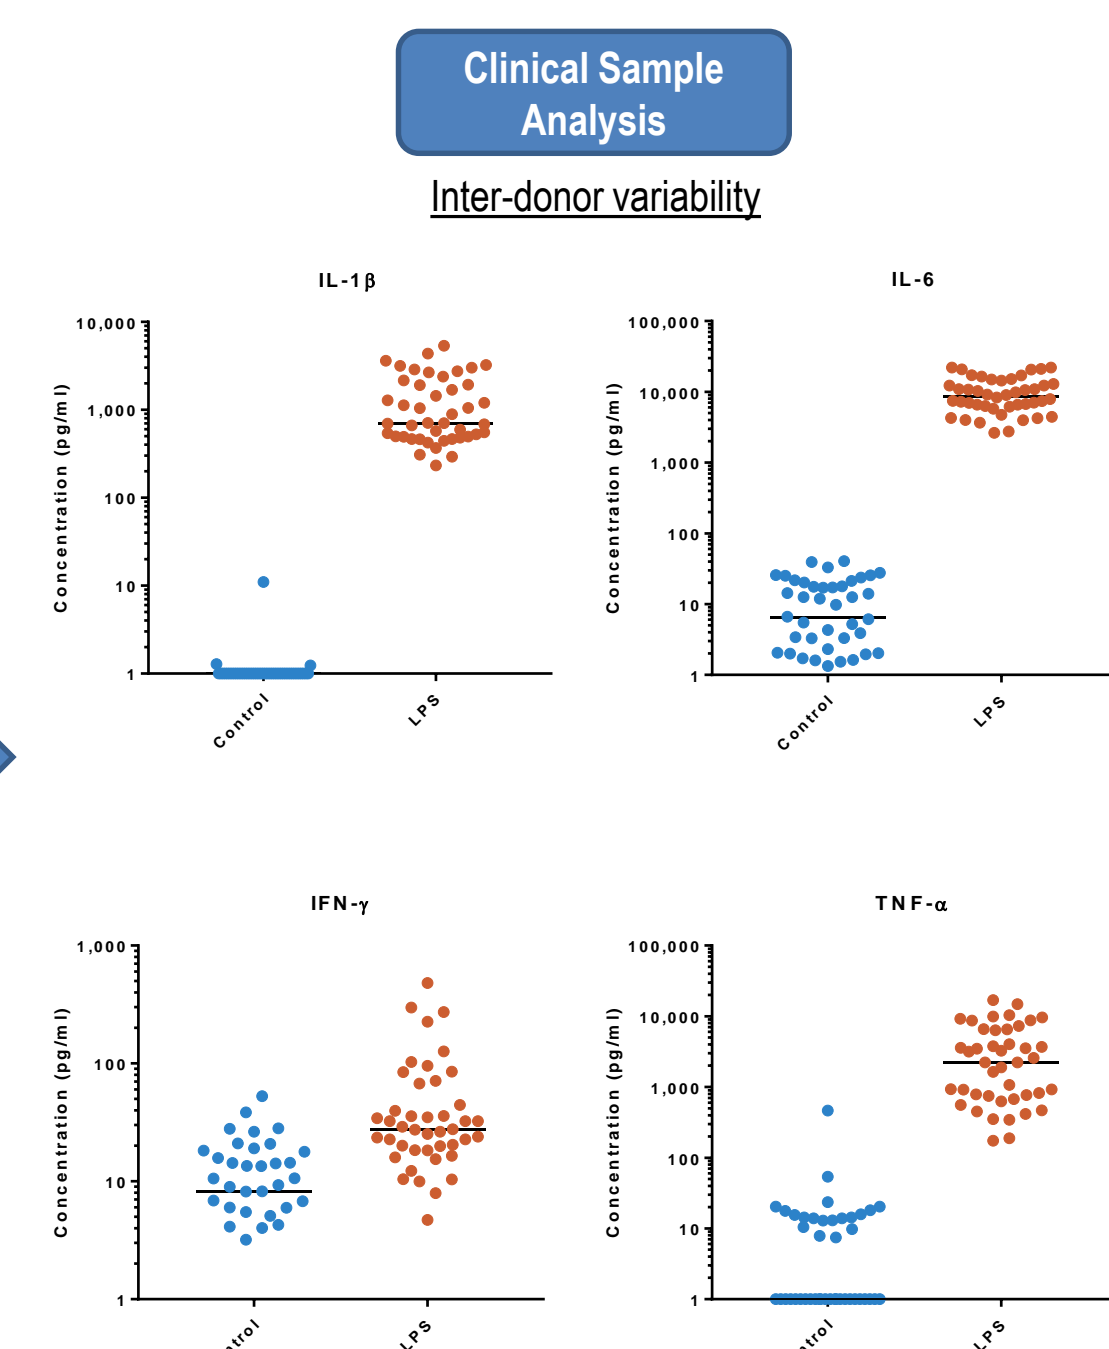 Clinical Sample
Analysis
Inter-donor variability
IL-1β
Concentration (pg/ml)
10,000
1,000
100
10
1
Control
LPS
IL-6
Concentration (pg/ml)
100,000
10,000
1,000
100
10
1
Control
LPS
IFN-γ
Concentration (pg/ml)
1,000
100
10
1
ntrol
LPS
TNF-α
Concentration (pg/ml)
100,000
10,000
1,000
100
10
1
ntrol
LPS